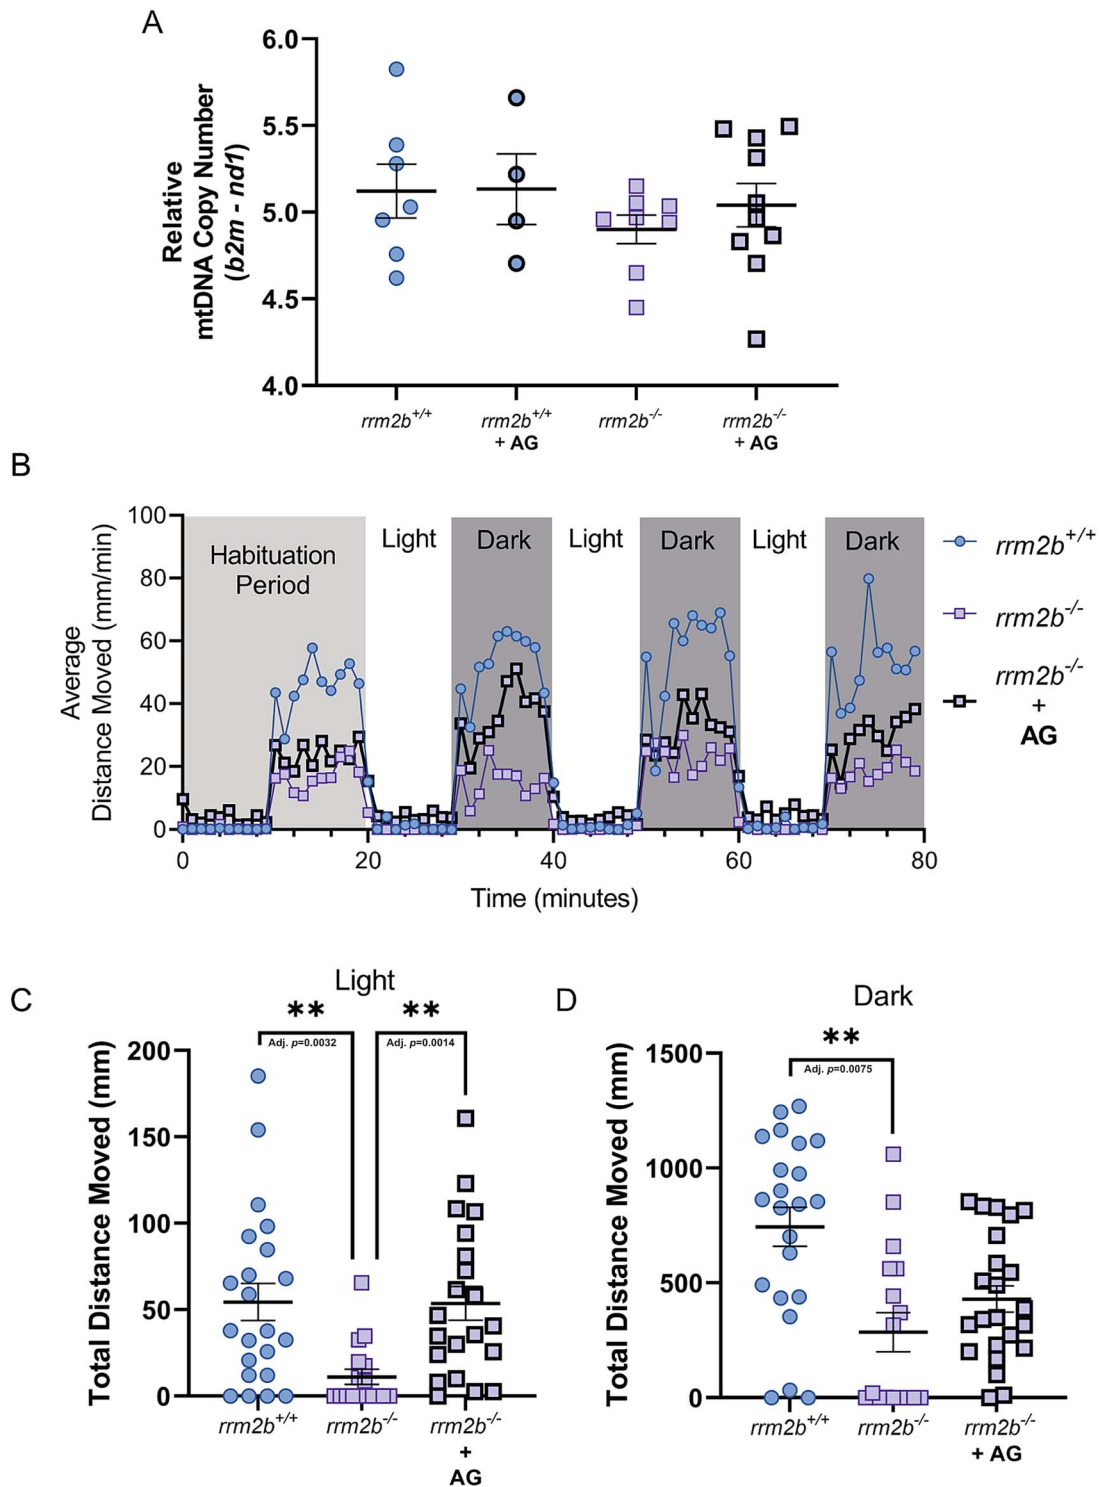 A
6.0
5.5
5.0
4.5
4.0
Relative
mtDNA Copy Number
(b2m - nd1)
rrm2b+/+
rrm2b+/+
+ AG
rrm2b-/-
rrm2b-/-
+ AG
B
100
80
60
40
20
0
Average
Distance Moved (mm/min)
Habituation
Period
Light
Dark
Light
Dark
Light
Dark
0
20
40
60
80
Time (minutes)
rrm2b+/+
rrm2b-/-
rrm2b-/-
+
AG
C
Light
**
**
Adj. p=0.0032
Adj. p=0.0014
200
150
100
50
0
Total Distance Moved (mm)
rrm2b+/+
rrm2b-/-
rrm2b-/-
+
AG
D
Dark
**
Adj. p=0.0075
1500
1000
500
0
Total Distance Moved (mm)
rrm2b+/+
rrm2b-/-
rrm2b-/-
+ AG